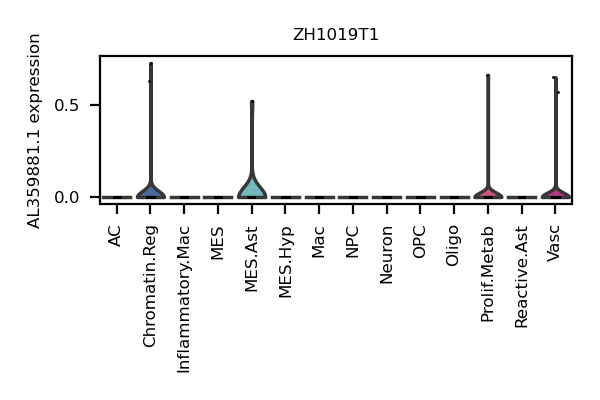 ZH1019T1
AL359881.1 expression
0.5
0.0
AC
Chromatin.Reg
Inflammatory.Mac
MES
MES.Ast
MES.Hyp
Mac
NPC
Neuron
OPC
Oligo
Prolif.Metab
Reactive.Ast
Vasc